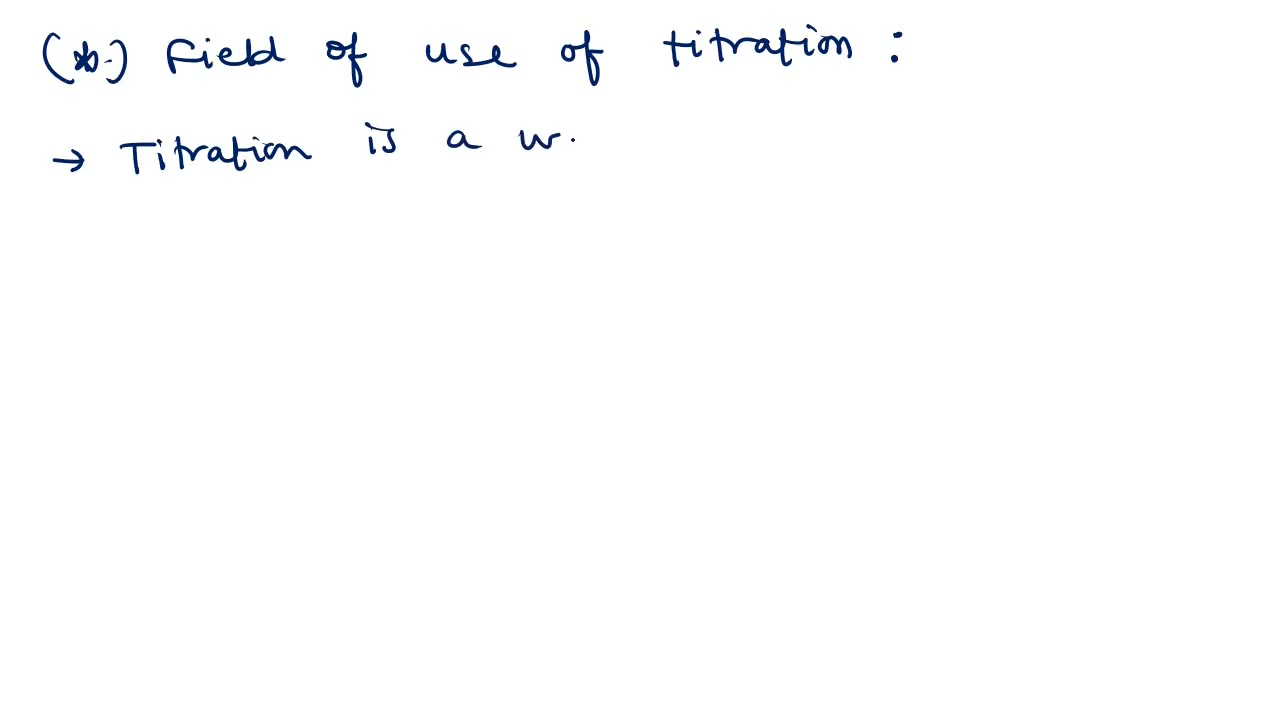 (*) Field of use of titration :
→ Titration is a w